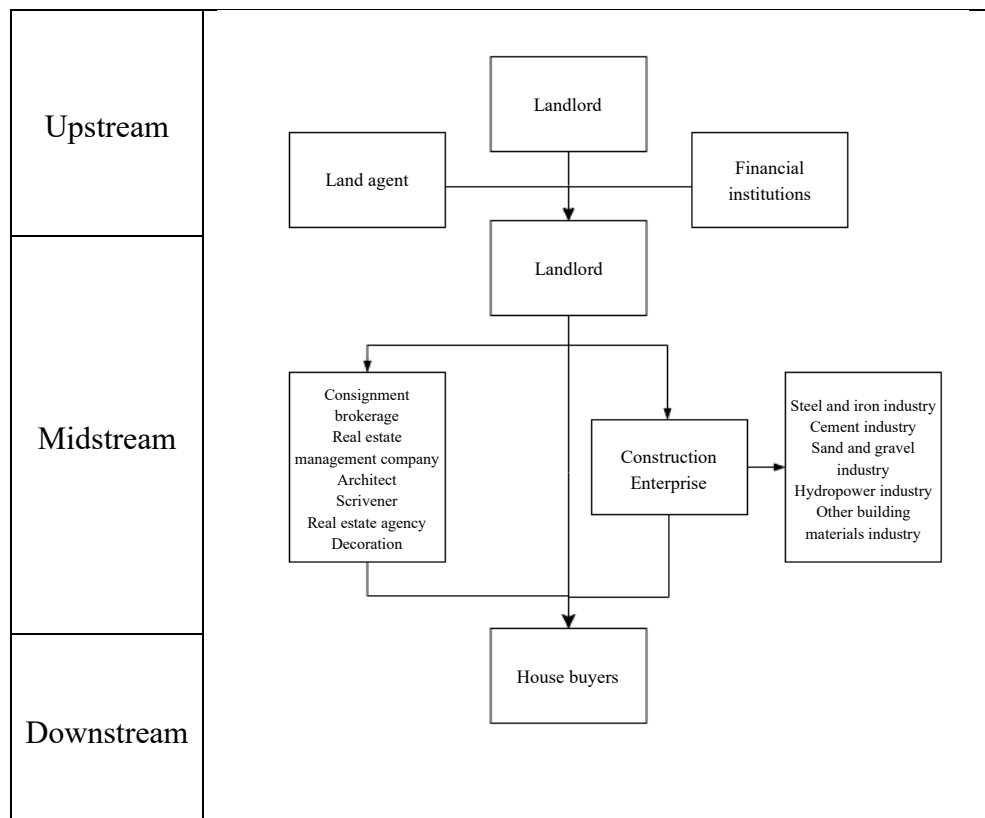 Upstream
Landlord
Land agent
Financial
institutions
Landlord
Midstream
Consignment
brokerage
Real estate
management company
Architect
Scrivener
Real estate agency
Decoration
Construction
Enterprise
Steel and iron industry
Cement industry
Sand and gravel
industry
Hydropower industry
Other building
materials industry
House buyers
Downstream